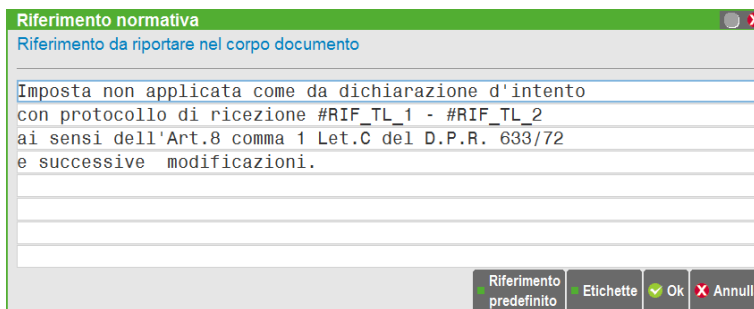 Riferimento normativa
Riferimento da riportare nel corpo documento
Imposta non applicata come da dichiarazione d'intento
con protocollo di ricezione #RIF_TL_1 - #RIF_TL_2
ai sensi dell'Art.8 comma 1 Let.C del D.P.R. 633/72
e successive  modificazioni.
Riferimento
predefinito
Etichette
Ok
Annull